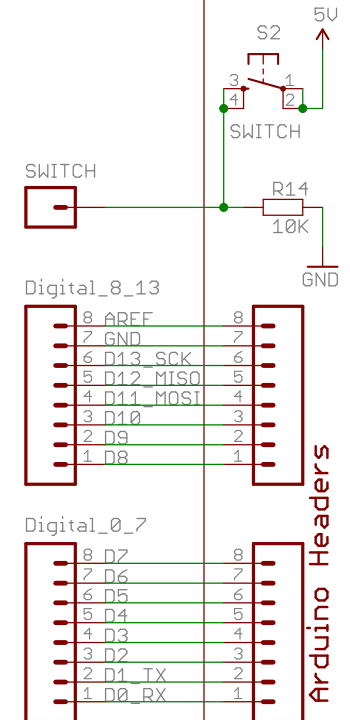 5V
S2
3 1
4 2
SWITCH
SWITCH
R14
10K
GND
Digital_8_13
8 AREF 8
7 GND 7
6 D13_SCK 6
5 D12_MISO 5
4 D11_MOSI 4
3 D10 3
2 D9 2
1 D8 1
Digital_0_7
8 D7 8
7 D6 7
6 D5 6
5 D4 5
4 D3 4
3 D2 3
2 D1_TX 2
1 D0_RX 1
Arduino Headers